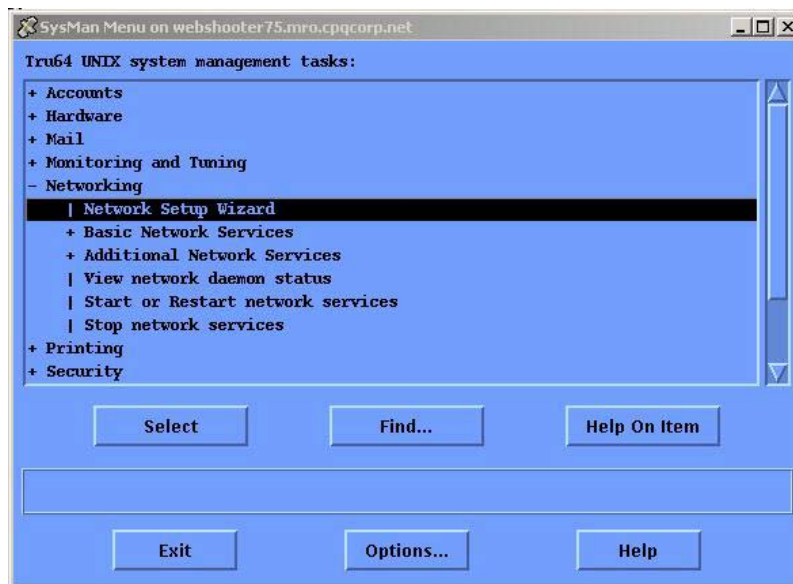 SysMan Menu on webshooter75.mro.cpqcorp.net
Tru64 UNIX system management tasks:
+ Accounts
+ Hardware
+ Mail
+ Monitoring and Tuning
- Networking
| Network Setup Wizard
+ Basic Network Services
+ Additional Network Services
| View network daemon status
| Start or Restart network services
| Stop network services
+ Printing
+ Security
Select Find... Help On Item
Exit Options... Help